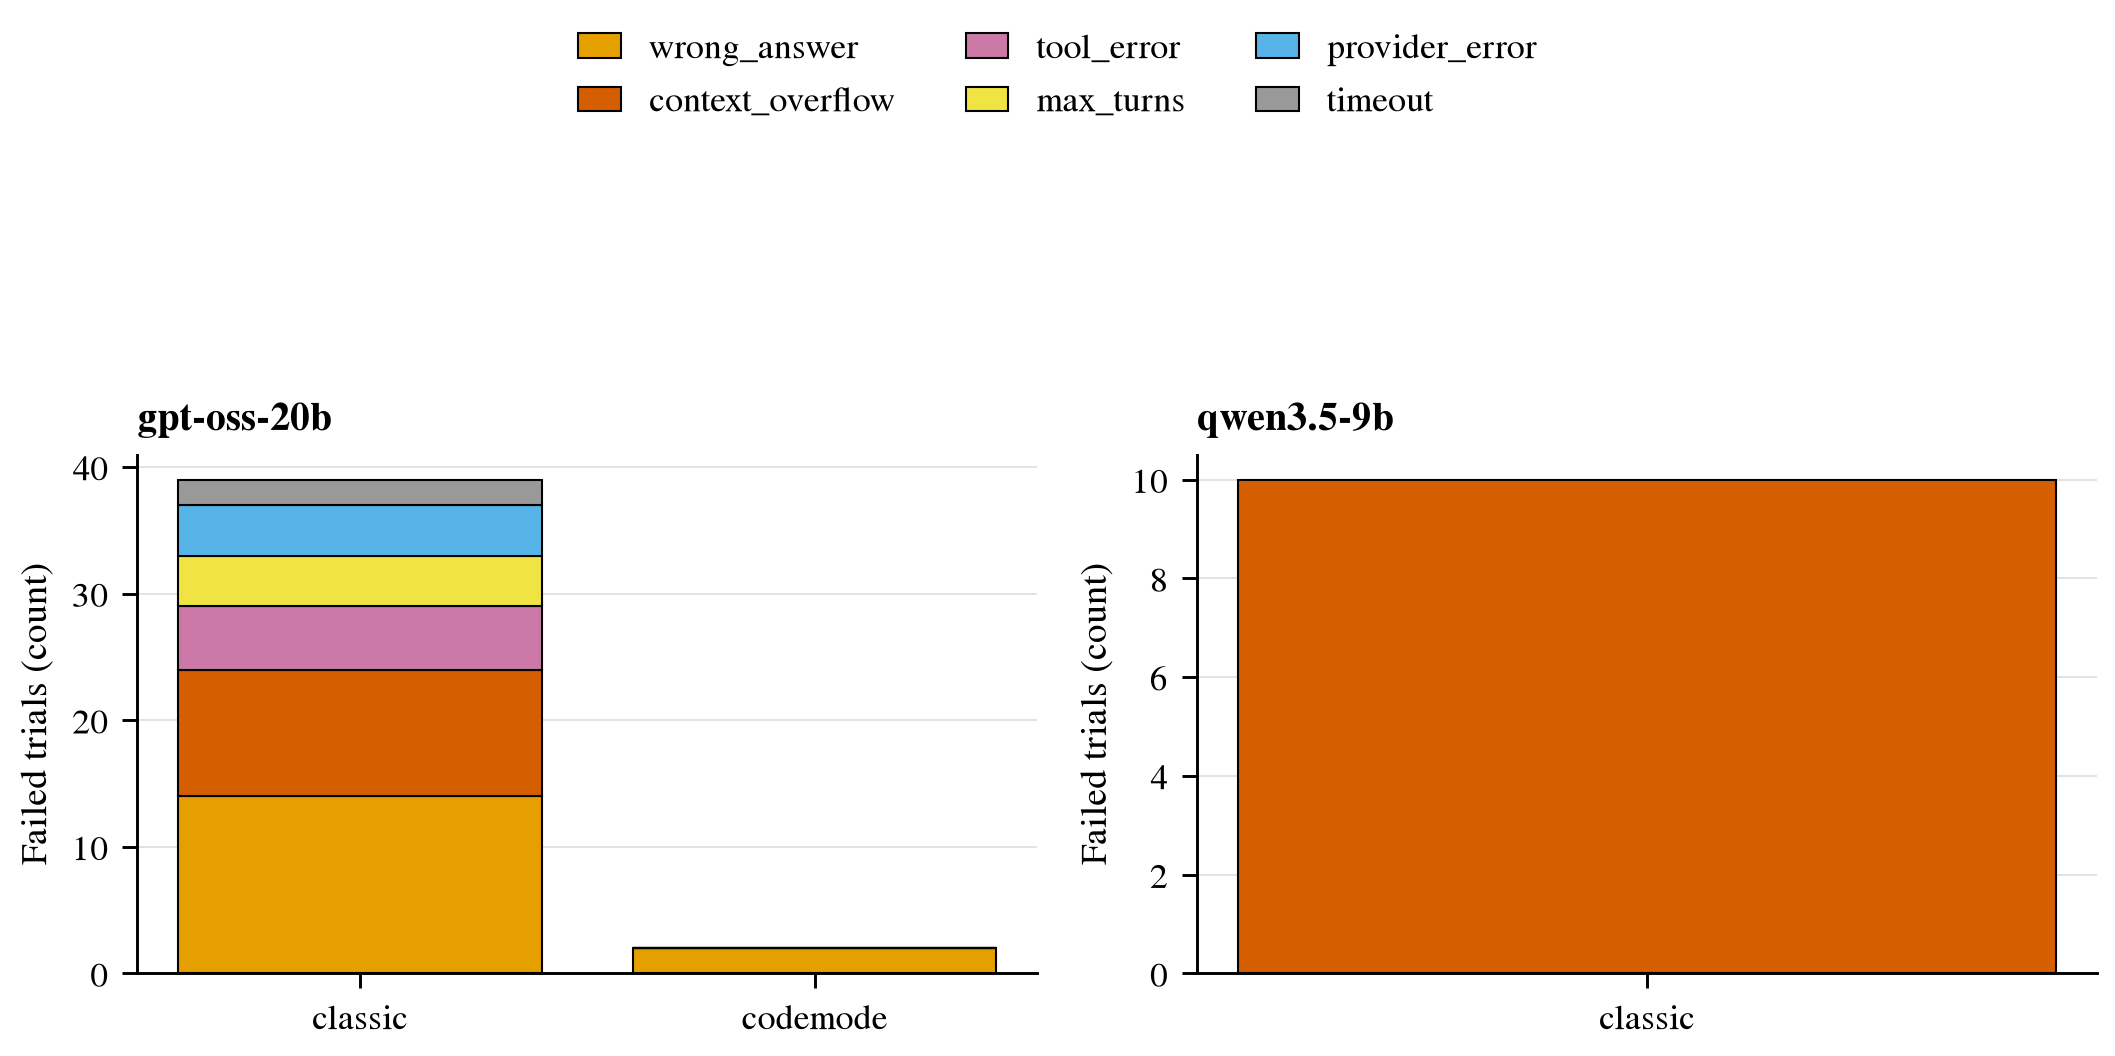 wrong_answer tool_error provider_error
context_overflow max_turns timeout
gpt-oss-20b
Failed trials (count)
40
30
20
10
0
classic codemode
qwen3.5-9b
Failed trials (count)
10
8
6
4
2
0
classic